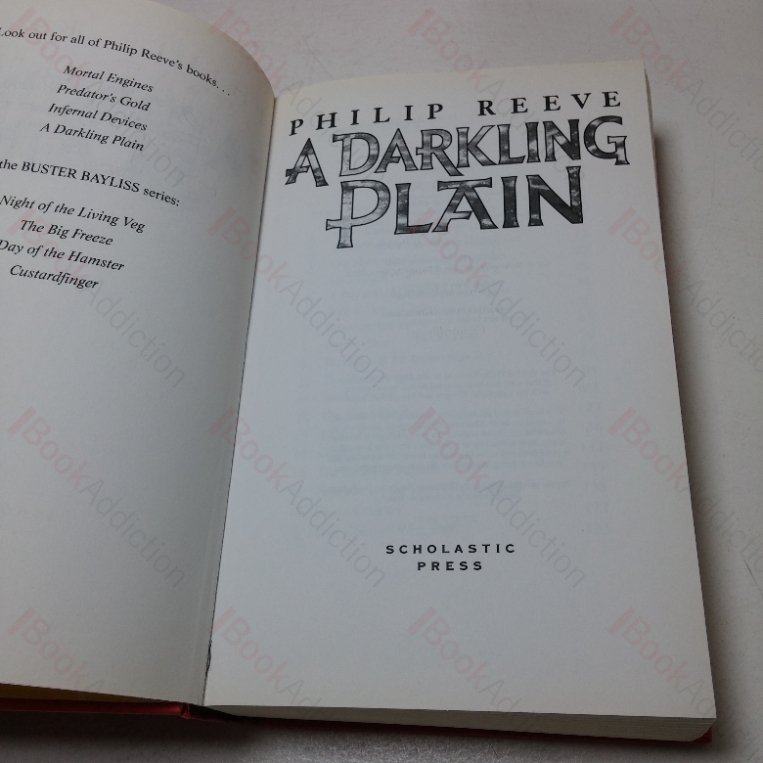 Look out for all of Philip Reeve's books. . .
Mortal Engines
Predator's Gold
Infernal Devices
A Darkling Plain
the BUSTER BAYLISS series:
Night of the Living Veg
The Big Freeze
Day of the Hamster
Custardfinger
PHILIP REEVE
A DARKLING
PLAIN
SCHOLASTIC
PRESS
BookAddiction